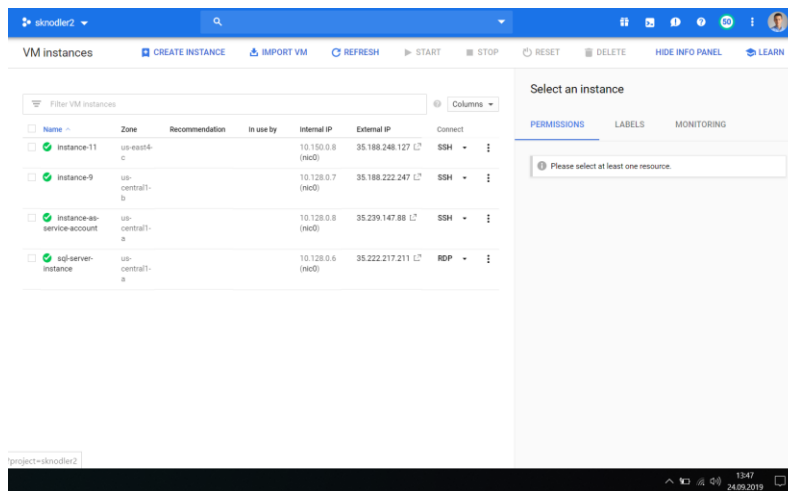 sknodler2
50
VM instances
CREATE INSTANCE
IMPORT VM
REFRESH
START
STOP
RESET
DELETE
HIDE INFO PANEL
LEARN
Filter VM instances
Columns
Name Zone Recommendation In use by Internal IP External IP Connect
instance-11 us-east4- 10.150.0.8 35.188.248.127 SSH
c (nic0)
instance-9 us- 10.128.0.7 35.188.222.247 SSH
central1- (nic0)
b
instance-as- us- 10.128.0.8 35.239.147.88 SSH
service-account central1- (nic0)
a
sql-server- us- 10.128.0.6 35.222.217.211 RDP
instance central1- (nic0)
a
Select an instance
PERMISSIONS LABELS MONITORING
Please select at least one resource.
?project=sknodler2
13:47
24.09.2019